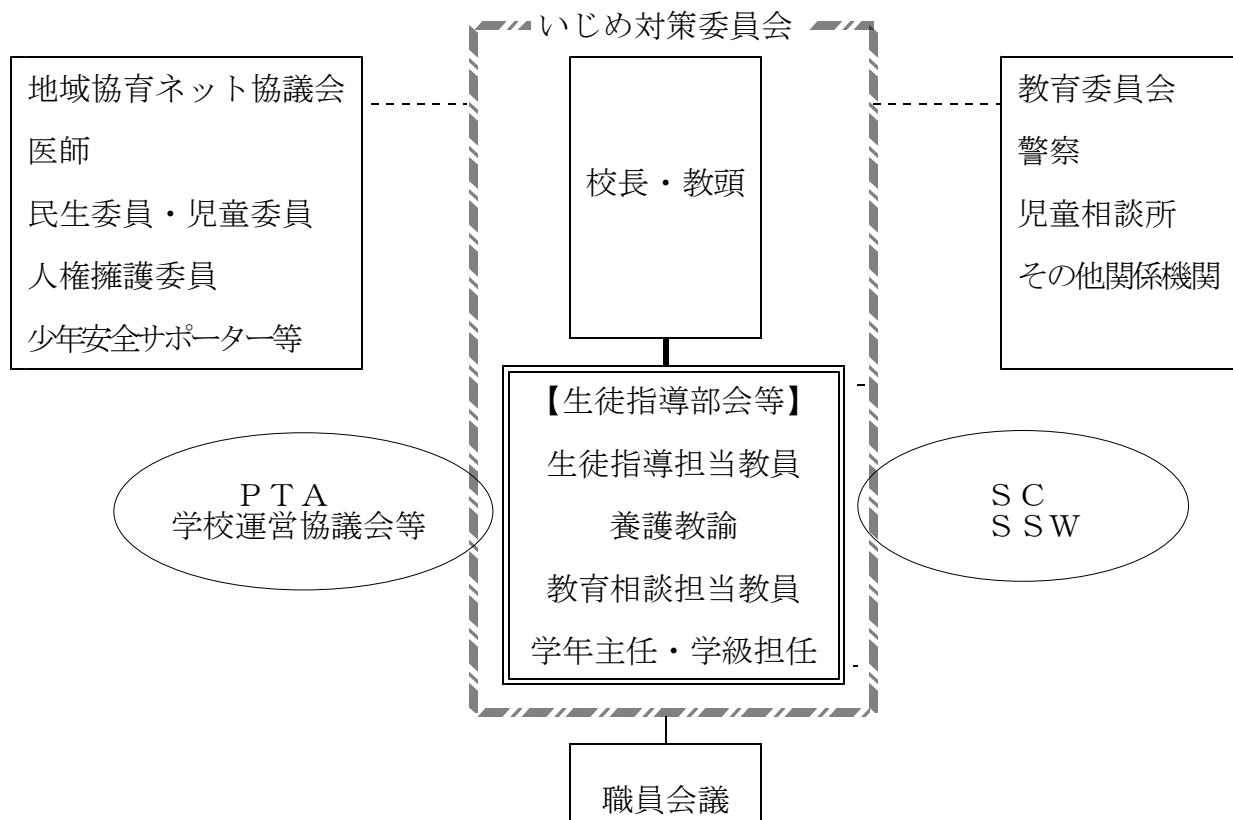 いじめ対策委員会
地域協育ネット協議会
医師
民生委員・児童委員
人権擁護委員
少年安全サポーター等
校長・教頭
教育委員会
警察
児童相談所
その他関係機関
【生徒指導部会等】
生徒指導担当教員
養護教諭
教育相談担当教員
学年主任・学級担任
ＰＴＡ
学校運営協議会等
ＳＣ
ＳＳＷ
職員会議